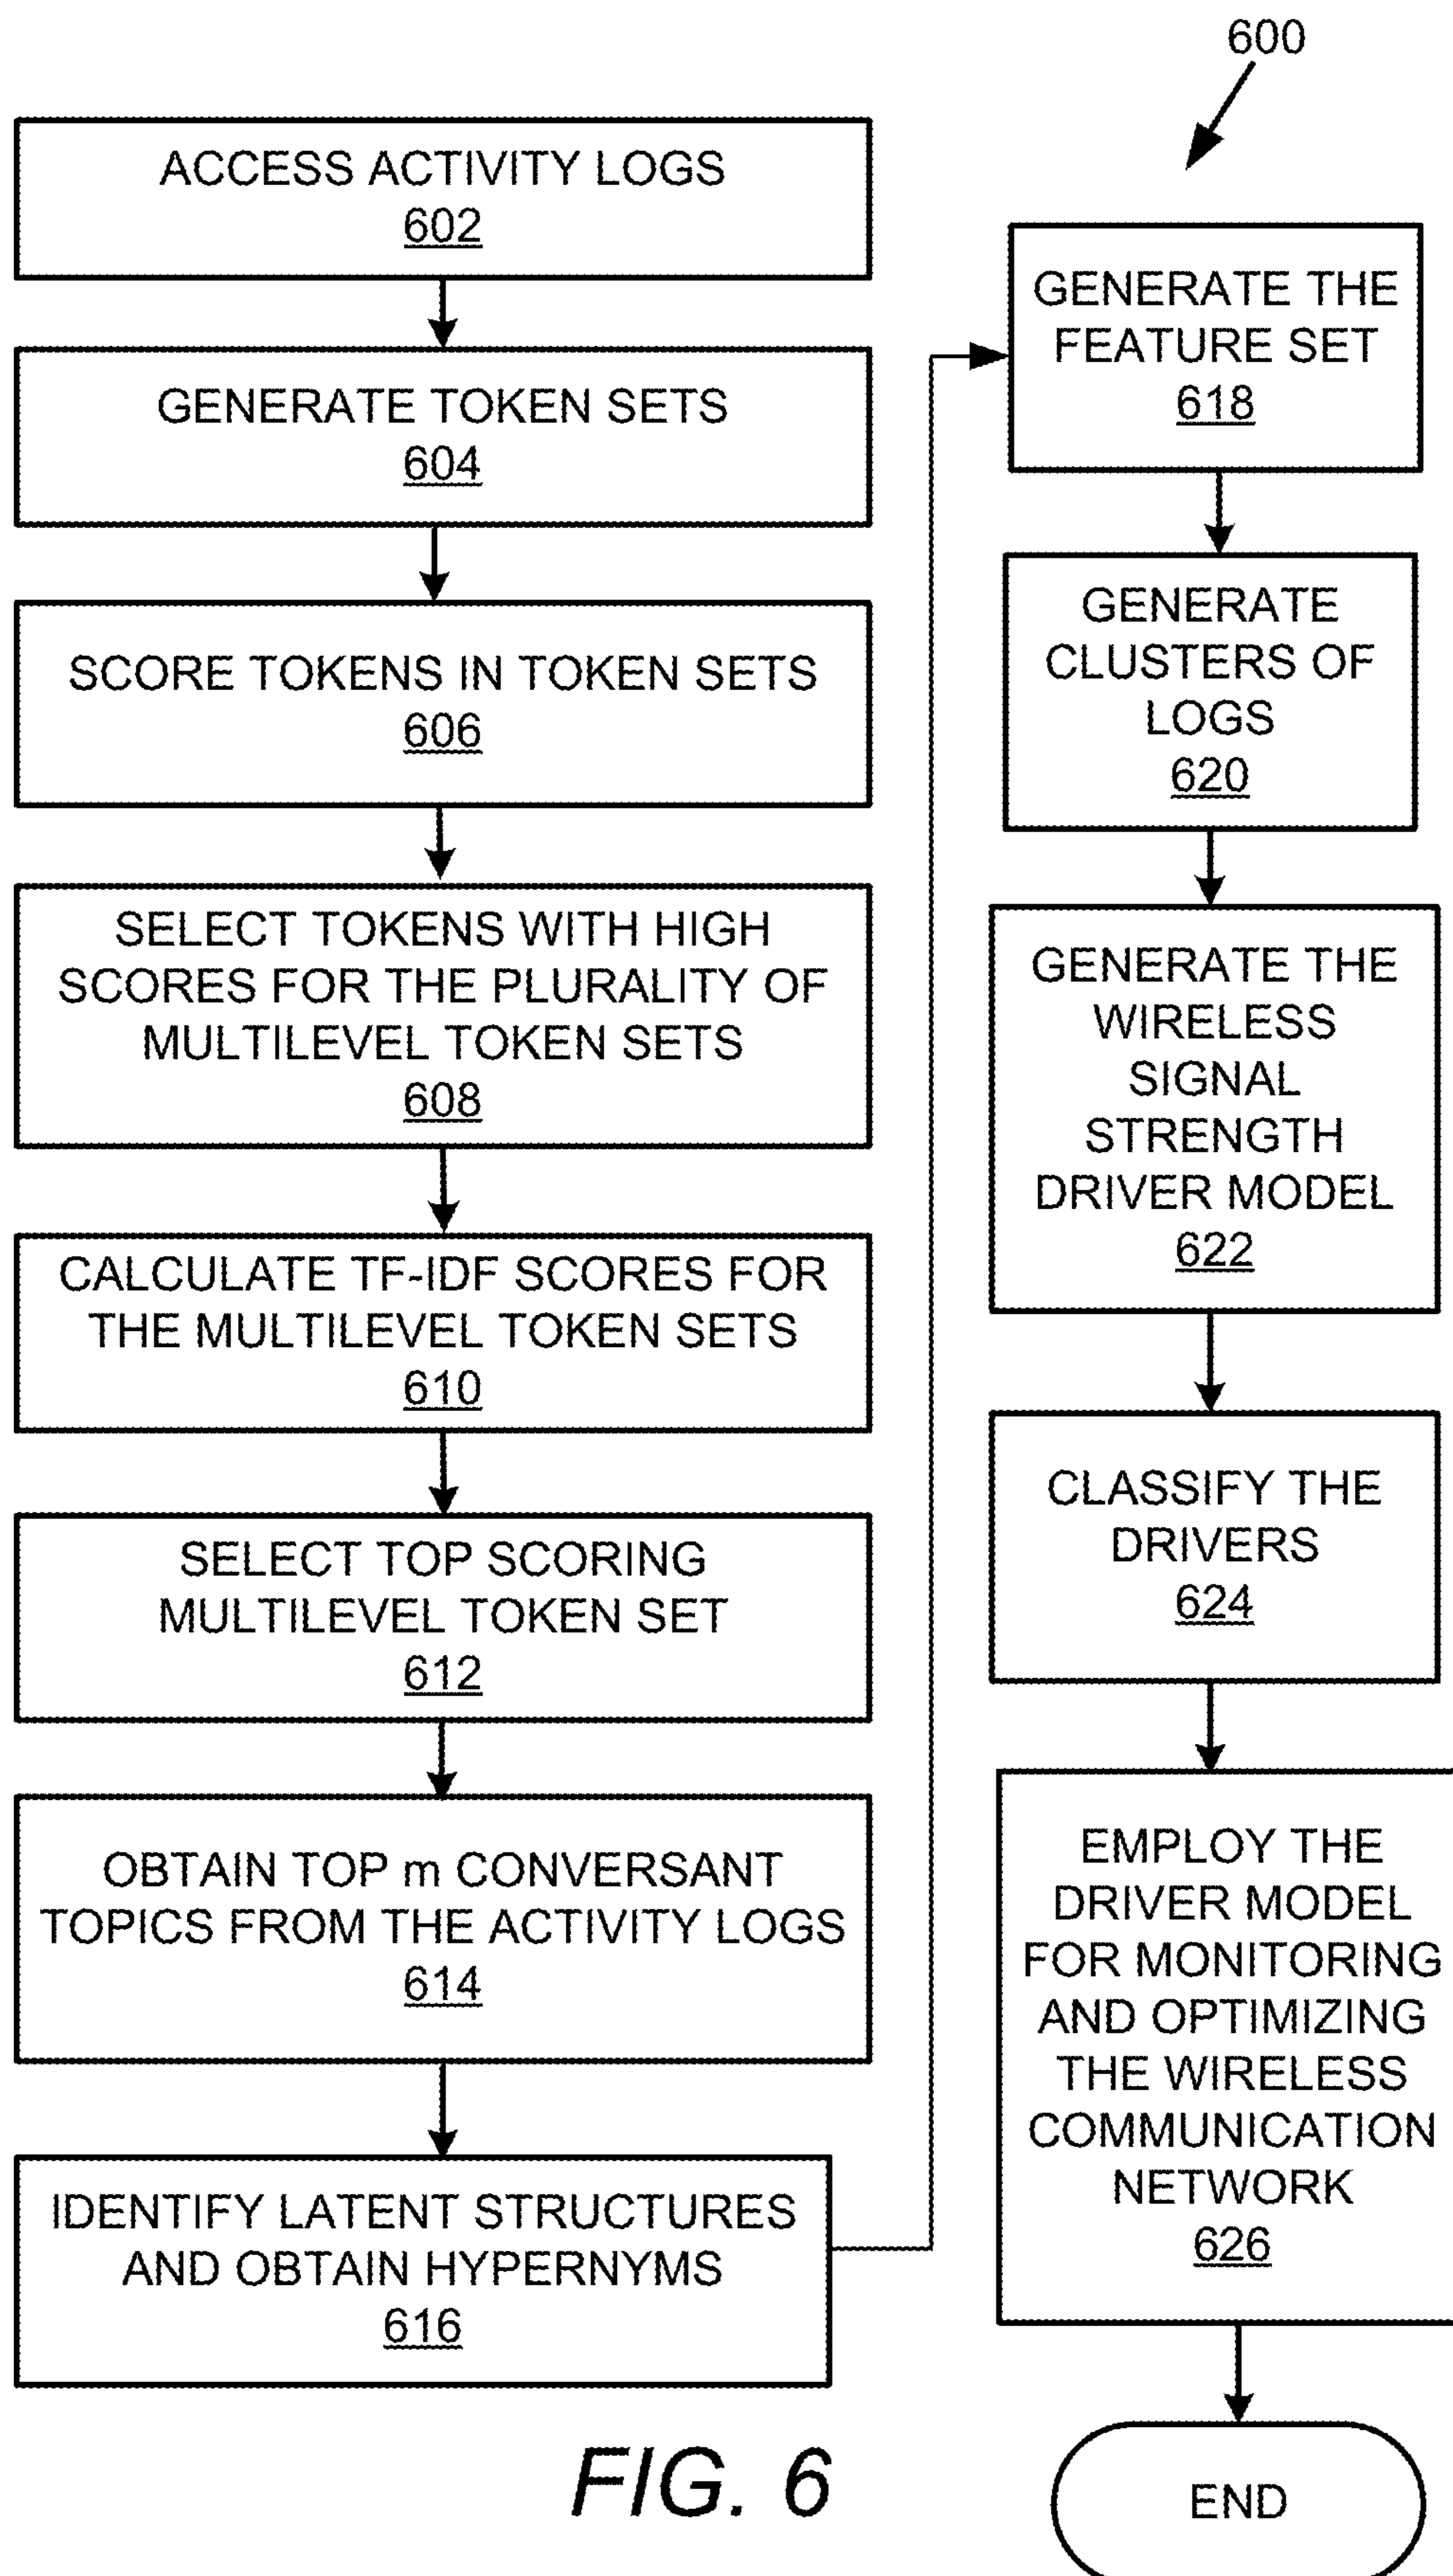 600
ACCESS ACTIVITY LOGS
602
GENERATE TOKEN SETS
604
SCORE TOKENS IN TOKEN SETS
606
SELECT TOKENS WITH HIGH
SCORES FOR THE PLURALITY OF
MULTILEVEL TOKEN SETS
608
CALCULATE TF-IDF SCORES FOR
THE MULTILEVEL TOKEN SETS
610
SELECT TOP SCORING
MULTILEVEL TOKEN SET
612
OBTAIN TOP m CONVERSANT
TOPICS FROM THE ACTIVITY LOGS
614
IDENTIFY LATENT STRUCTURES
AND OBTAIN HYPERNYMS
616
GENERATE THE
FEATURE SET
618
GENERATE
CLUSTERS OF
LOGS
620
GENERATE THE
WIRELESS
SIGNAL
STRENGTH
DRIVER MODEL
622
CLASSIFY THE
DRIVERS
624
EMPLOY THE
DRIVER MODEL
FOR MONITORING
AND OPTIMIZING
THE WIRELESS
COMMUNICATION
NETWORK
626
END
FIG. 6